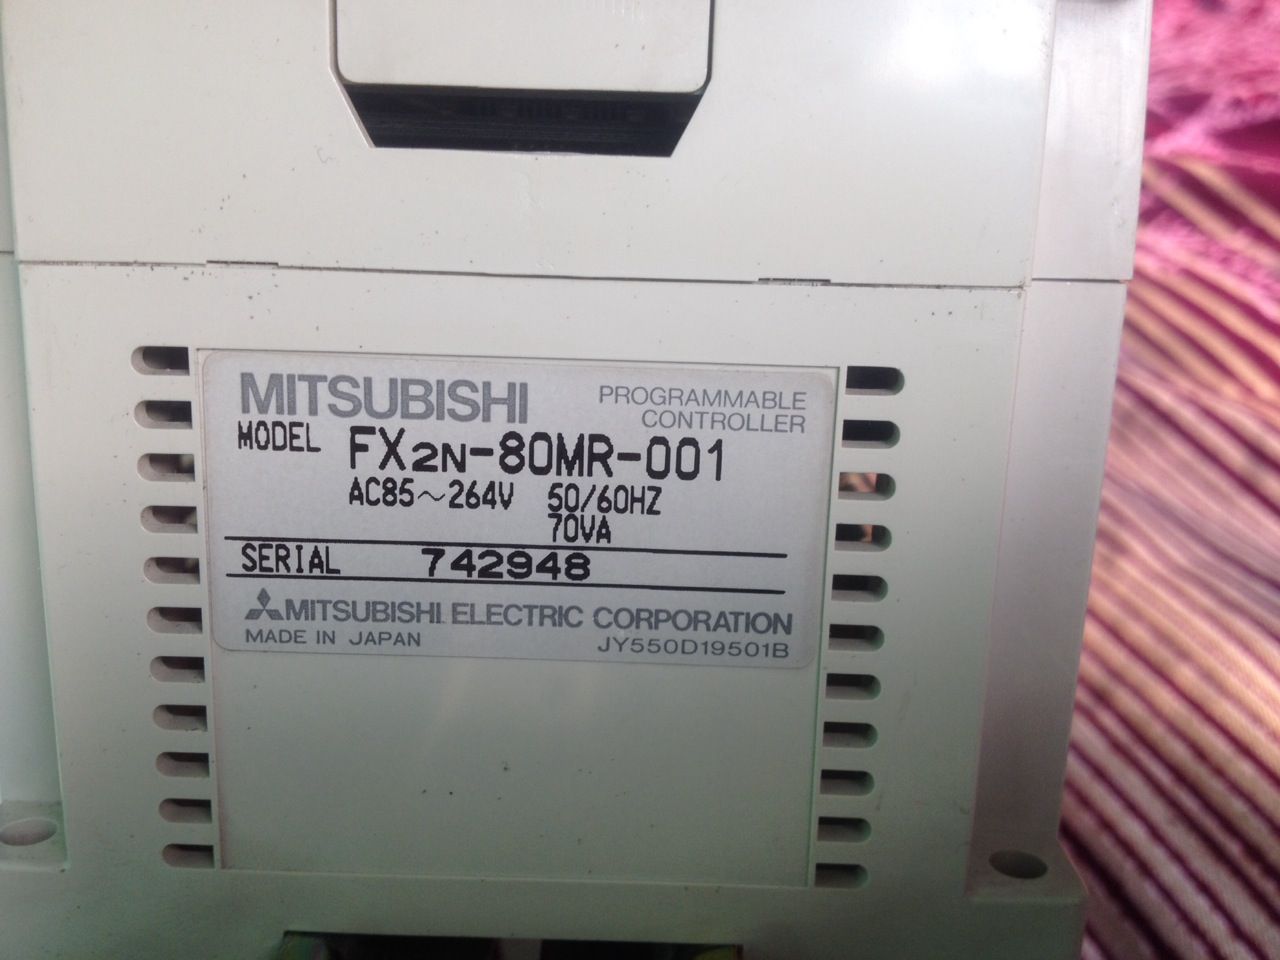 MITSUBISHI
PROGRAMMABLE
CONTROLLER
MODEL FX2N-80MR-001
AC85~264V 50/60HZ
70VA
SERIAL 742948
MITSUBISHI ELECTRIC CORPORATION
MADE IN JAPAN JY550D19501B